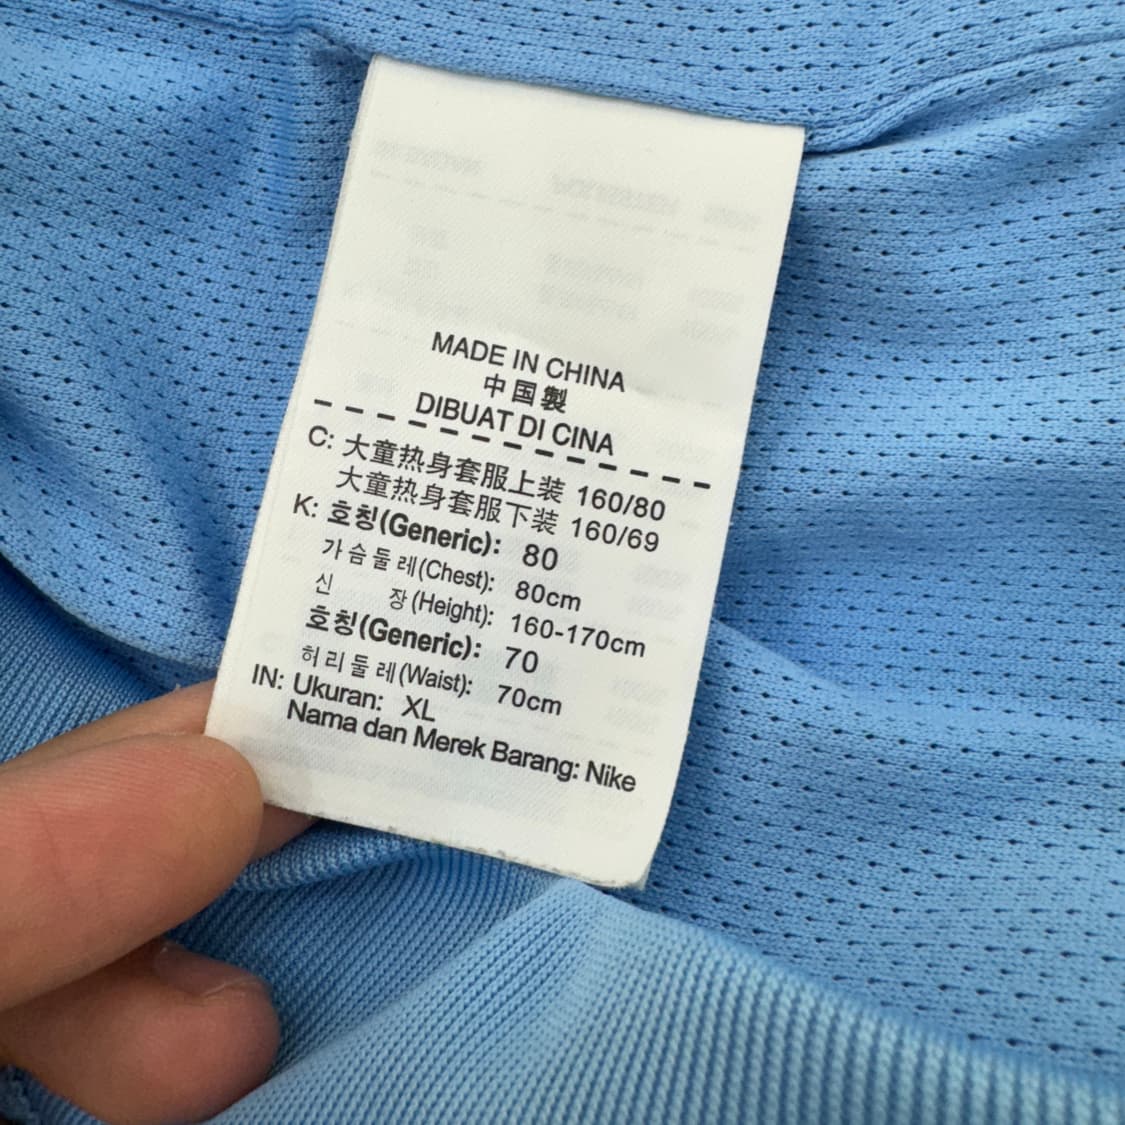 MADE IN CHINA
中国製
DIBUAT DI CINA
C: 大童热身套服上装 160/80
大童热身套服下装 160/69
K: 호칭(Generic): 80
가슴둘레(Chest): 80cm
신 장(Height): 160-170cm
호칭(Generic): 70
허리둘레(Waist): 70cm
IN: Ukuran: XL
Nama dan Merek Barang: Nike